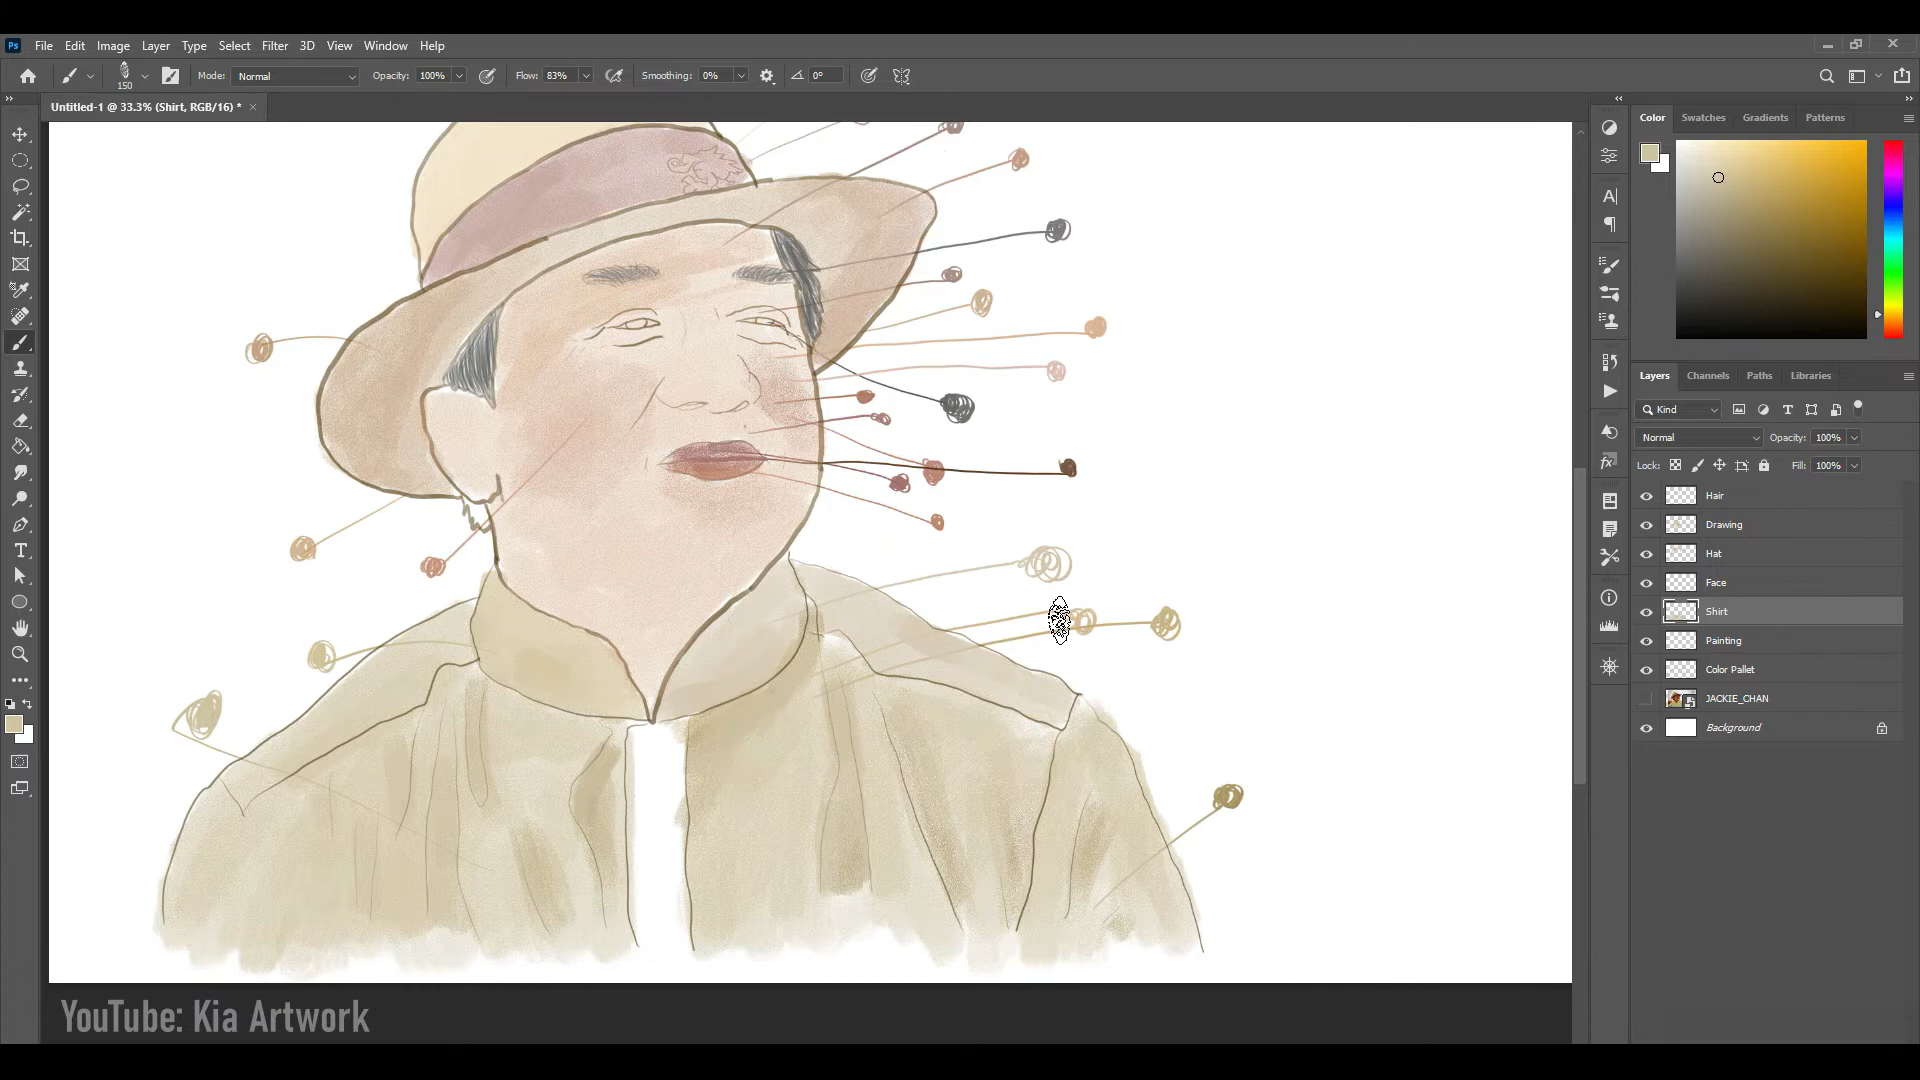 Ps File Edit Image Layer Type Select Filter 3D View Window Help
150 Mode: Normal Opacity: 100% Flow: 83% Smoothing: 0% 0°
Untitled-1 @ 33.3% (Shirt, RGB/16) *
Color Swatches Gradients Patterns
Layers Channels Paths Libraries
Kind
Normal Opacity: 100%
Lock: Fill: 100%
Hair
Drawing
Hat
Face
Shirt
Painting
Color Pallet
JACKIE_CHAN
Background
YouTube: Kia Artwork